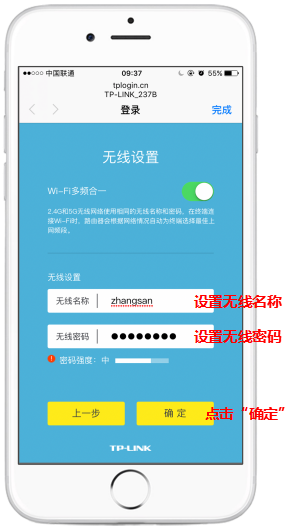 中国联通 09:37 55%
tplogin.cn
TP-LINK_237B
登录 完成
无线设置
Wi-Fi多频合一
2.4G和5G无线网络使用相同的无线名称和密码，在终端连
接Wi-Fi时，路由器会根据网络情况自动为终端选择最佳上
网频段。
无线设置
无线名称 zhangsan 设置无线名称
无线密码 ●●●●●●●● 设置无线密码
密码强度：中
上一步 确 定 点击“确定”
TP-LINK